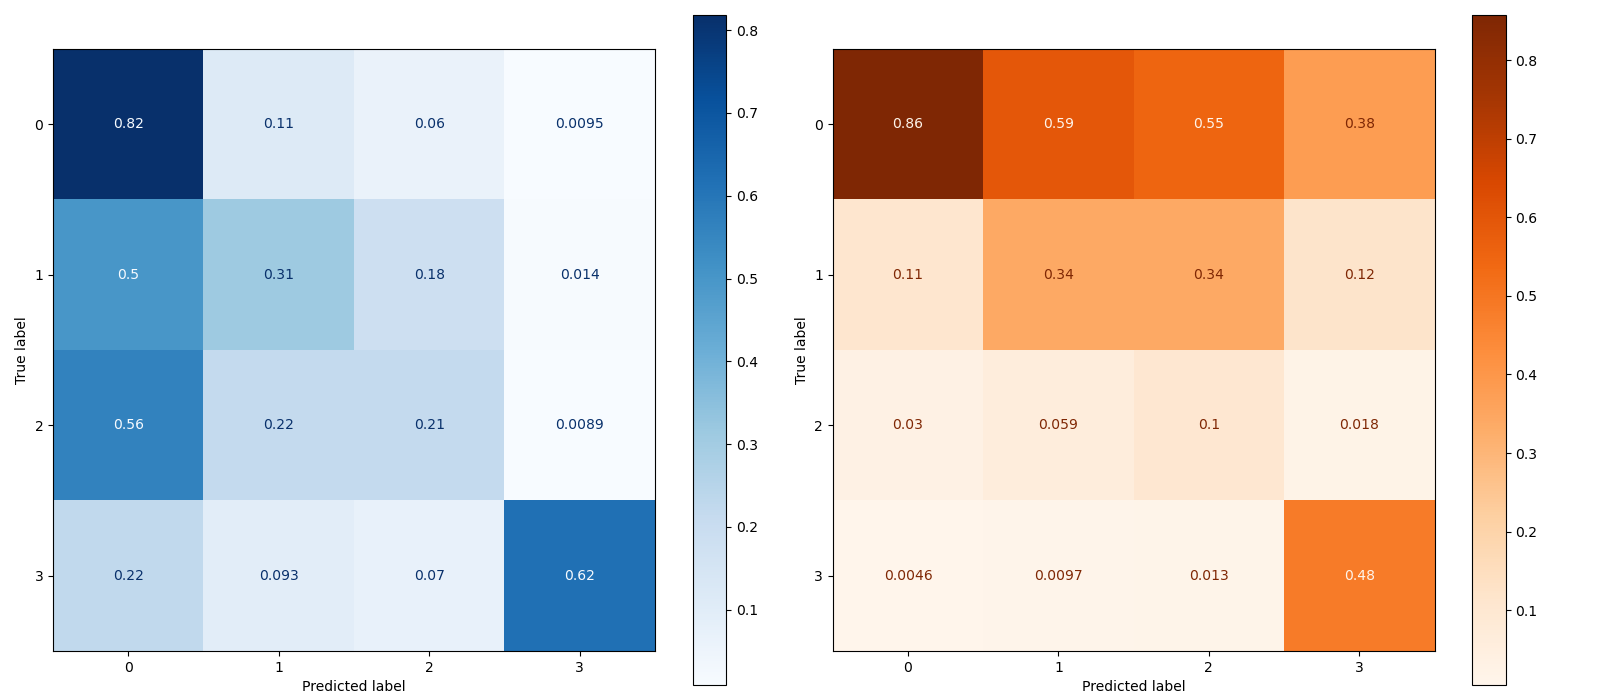 0.8
0 0.82 0.11 0.06 0.0095
0.7
0.6
1 0.5 0.31 0.18 0.014
0.5
0.4
True label
2 0.56 0.22 0.21 0.0089
0.3
0.2
3 0.22 0.093 0.07 0.62
0.1
0 1 2 3
Predicted label
0.8
0 0.86 0.59 0.55 0.38
0.7
0.6
1 0.11 0.34 0.34 0.12
0.5
0.4
True label
2 0.03 0.059 0.1 0.018
0.3
0.2
3 0.0046 0.0097 0.013 0.48
0.1
0 1 2 3
Predicted label